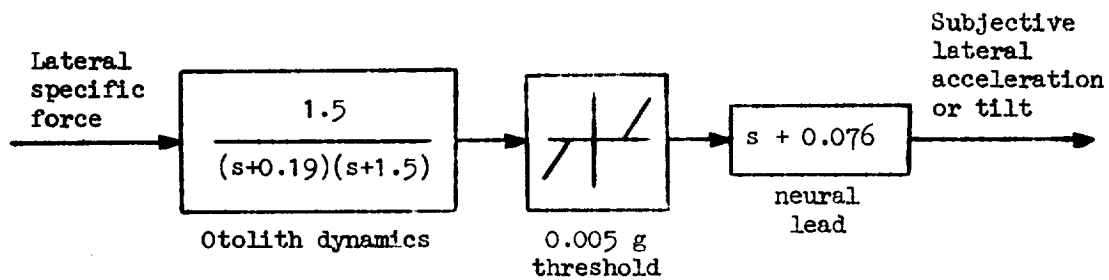 Lateral
specific
force
1.5
(s+0.19)(s+1.5)
Otolith dynamics
0.005 g
threshold
s + 0.076
neural
lead
Subjective
lateral
acceleration
or tilt